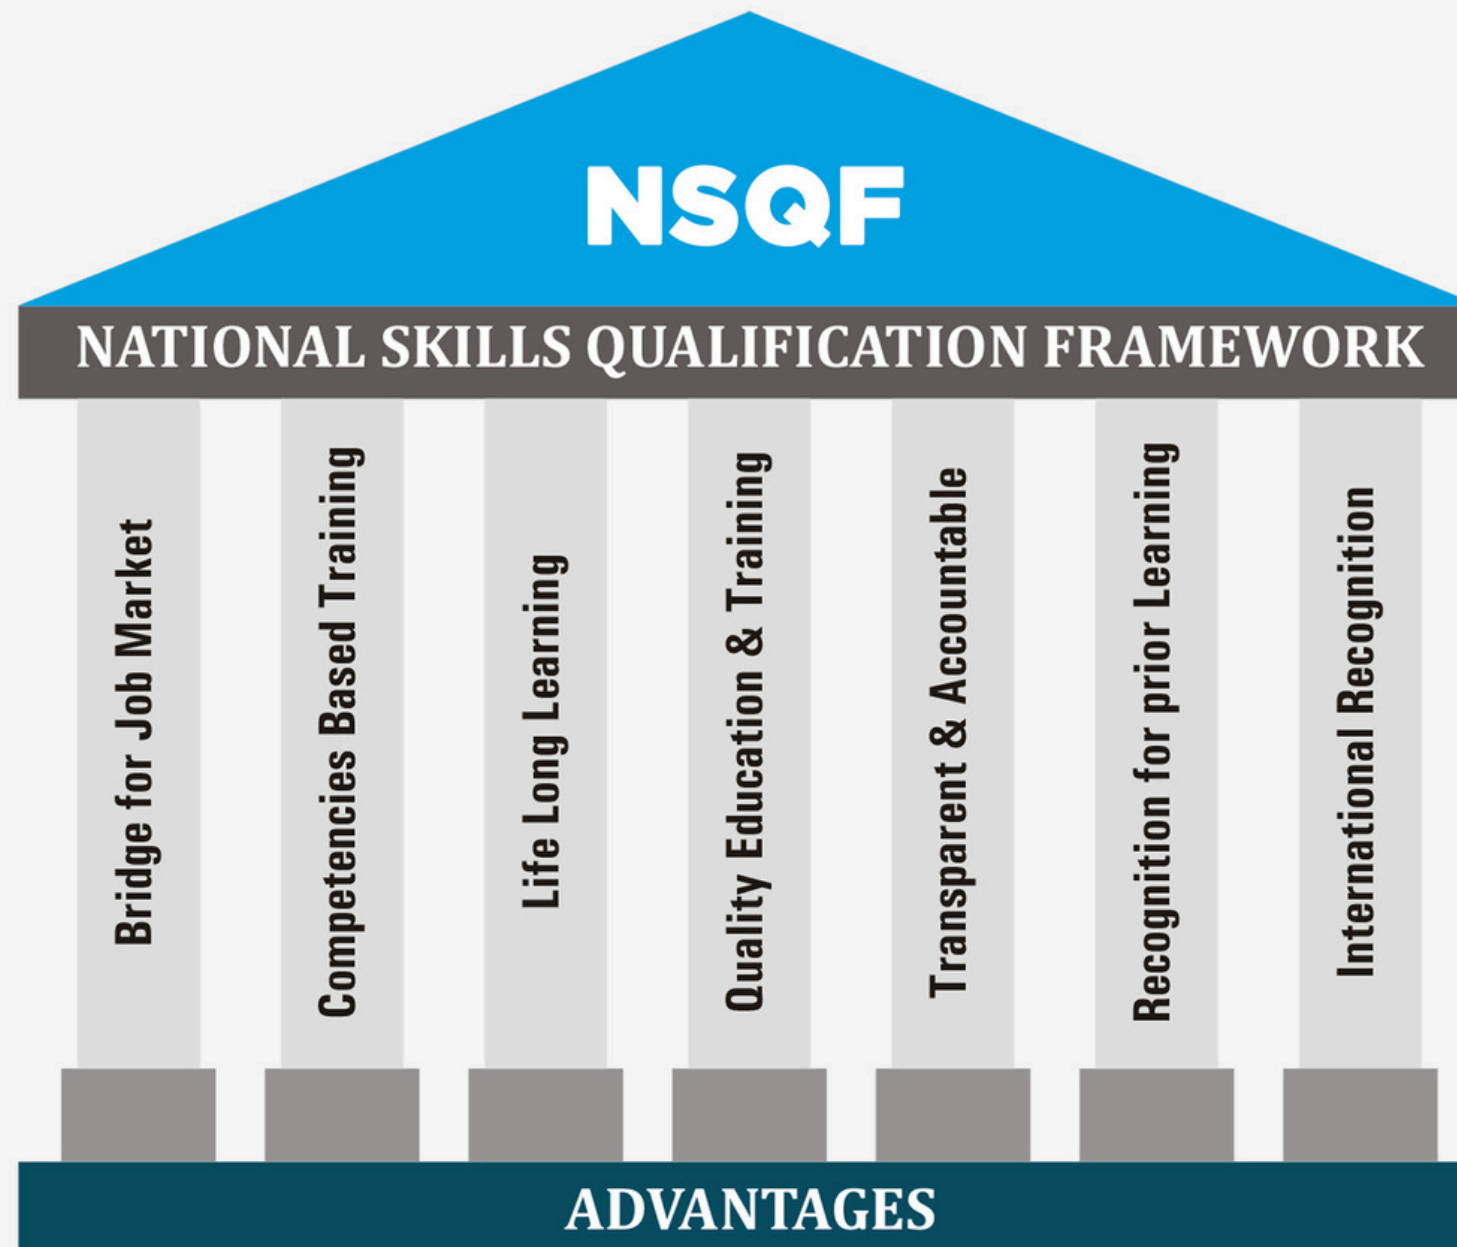 NSQF
NATIONAL SKILLS QUALIFICATION FRAMEWORK
Bridge for Job Market
Competencies Based Training
Life Long Learning
Quality Education & Training
Transparent & Accountable
Recognition for prior Learning
International Recognition
ADVANTAGES